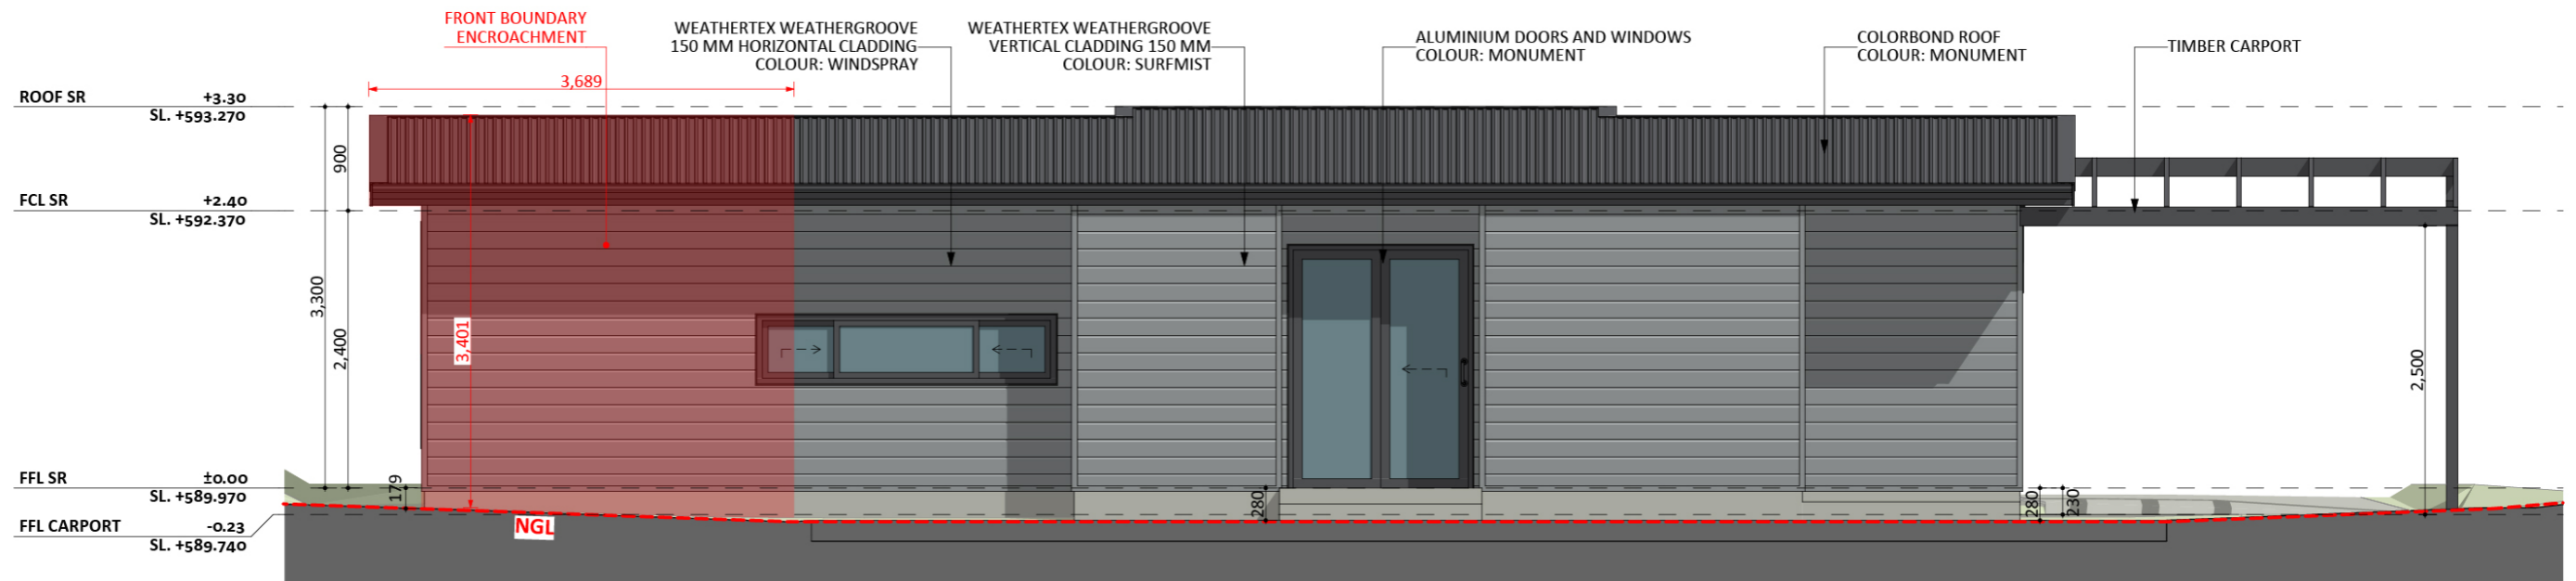 FRONT BOUNDARY
ENCROACHMENT
WEATHERTEX WEATHERGROOVE
150 MM HORIZONTAL CLADDING
COLOUR: WINDSPRAY
WEATHERTEX WEATHERGROOVE
VERTICAL CLADDING 150 MM
COLOUR: SURFMIST
ALUMINIUM DOORS AND WINDOWS
COLOUR: MONUMENT
COLORBOND ROOF
COLOUR: MONUMENT
TIMBER CARPORT
3,689
ROOF SR +3.30
SL. +593.270
900
FCL SR +2.40
SL. +592.370
3,300
2,400
3,401
2,500
FFL SR ±0.00
SL. +589.970
179
280
280
230
FFL CARPORT -0.23
SL. +589.740
NGL